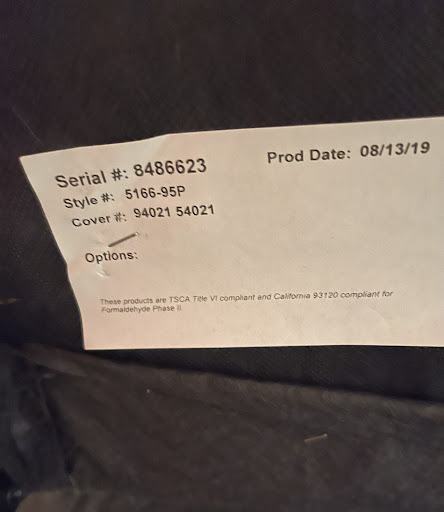 Serial #: 8486623 Prod Date: 08/13/19
Style #: 5166-95P
Cover #: 94021 54021
Options:
These products are TSCA Title VI compliant and California 93120 compliant for
Formaldehyde Phase II.